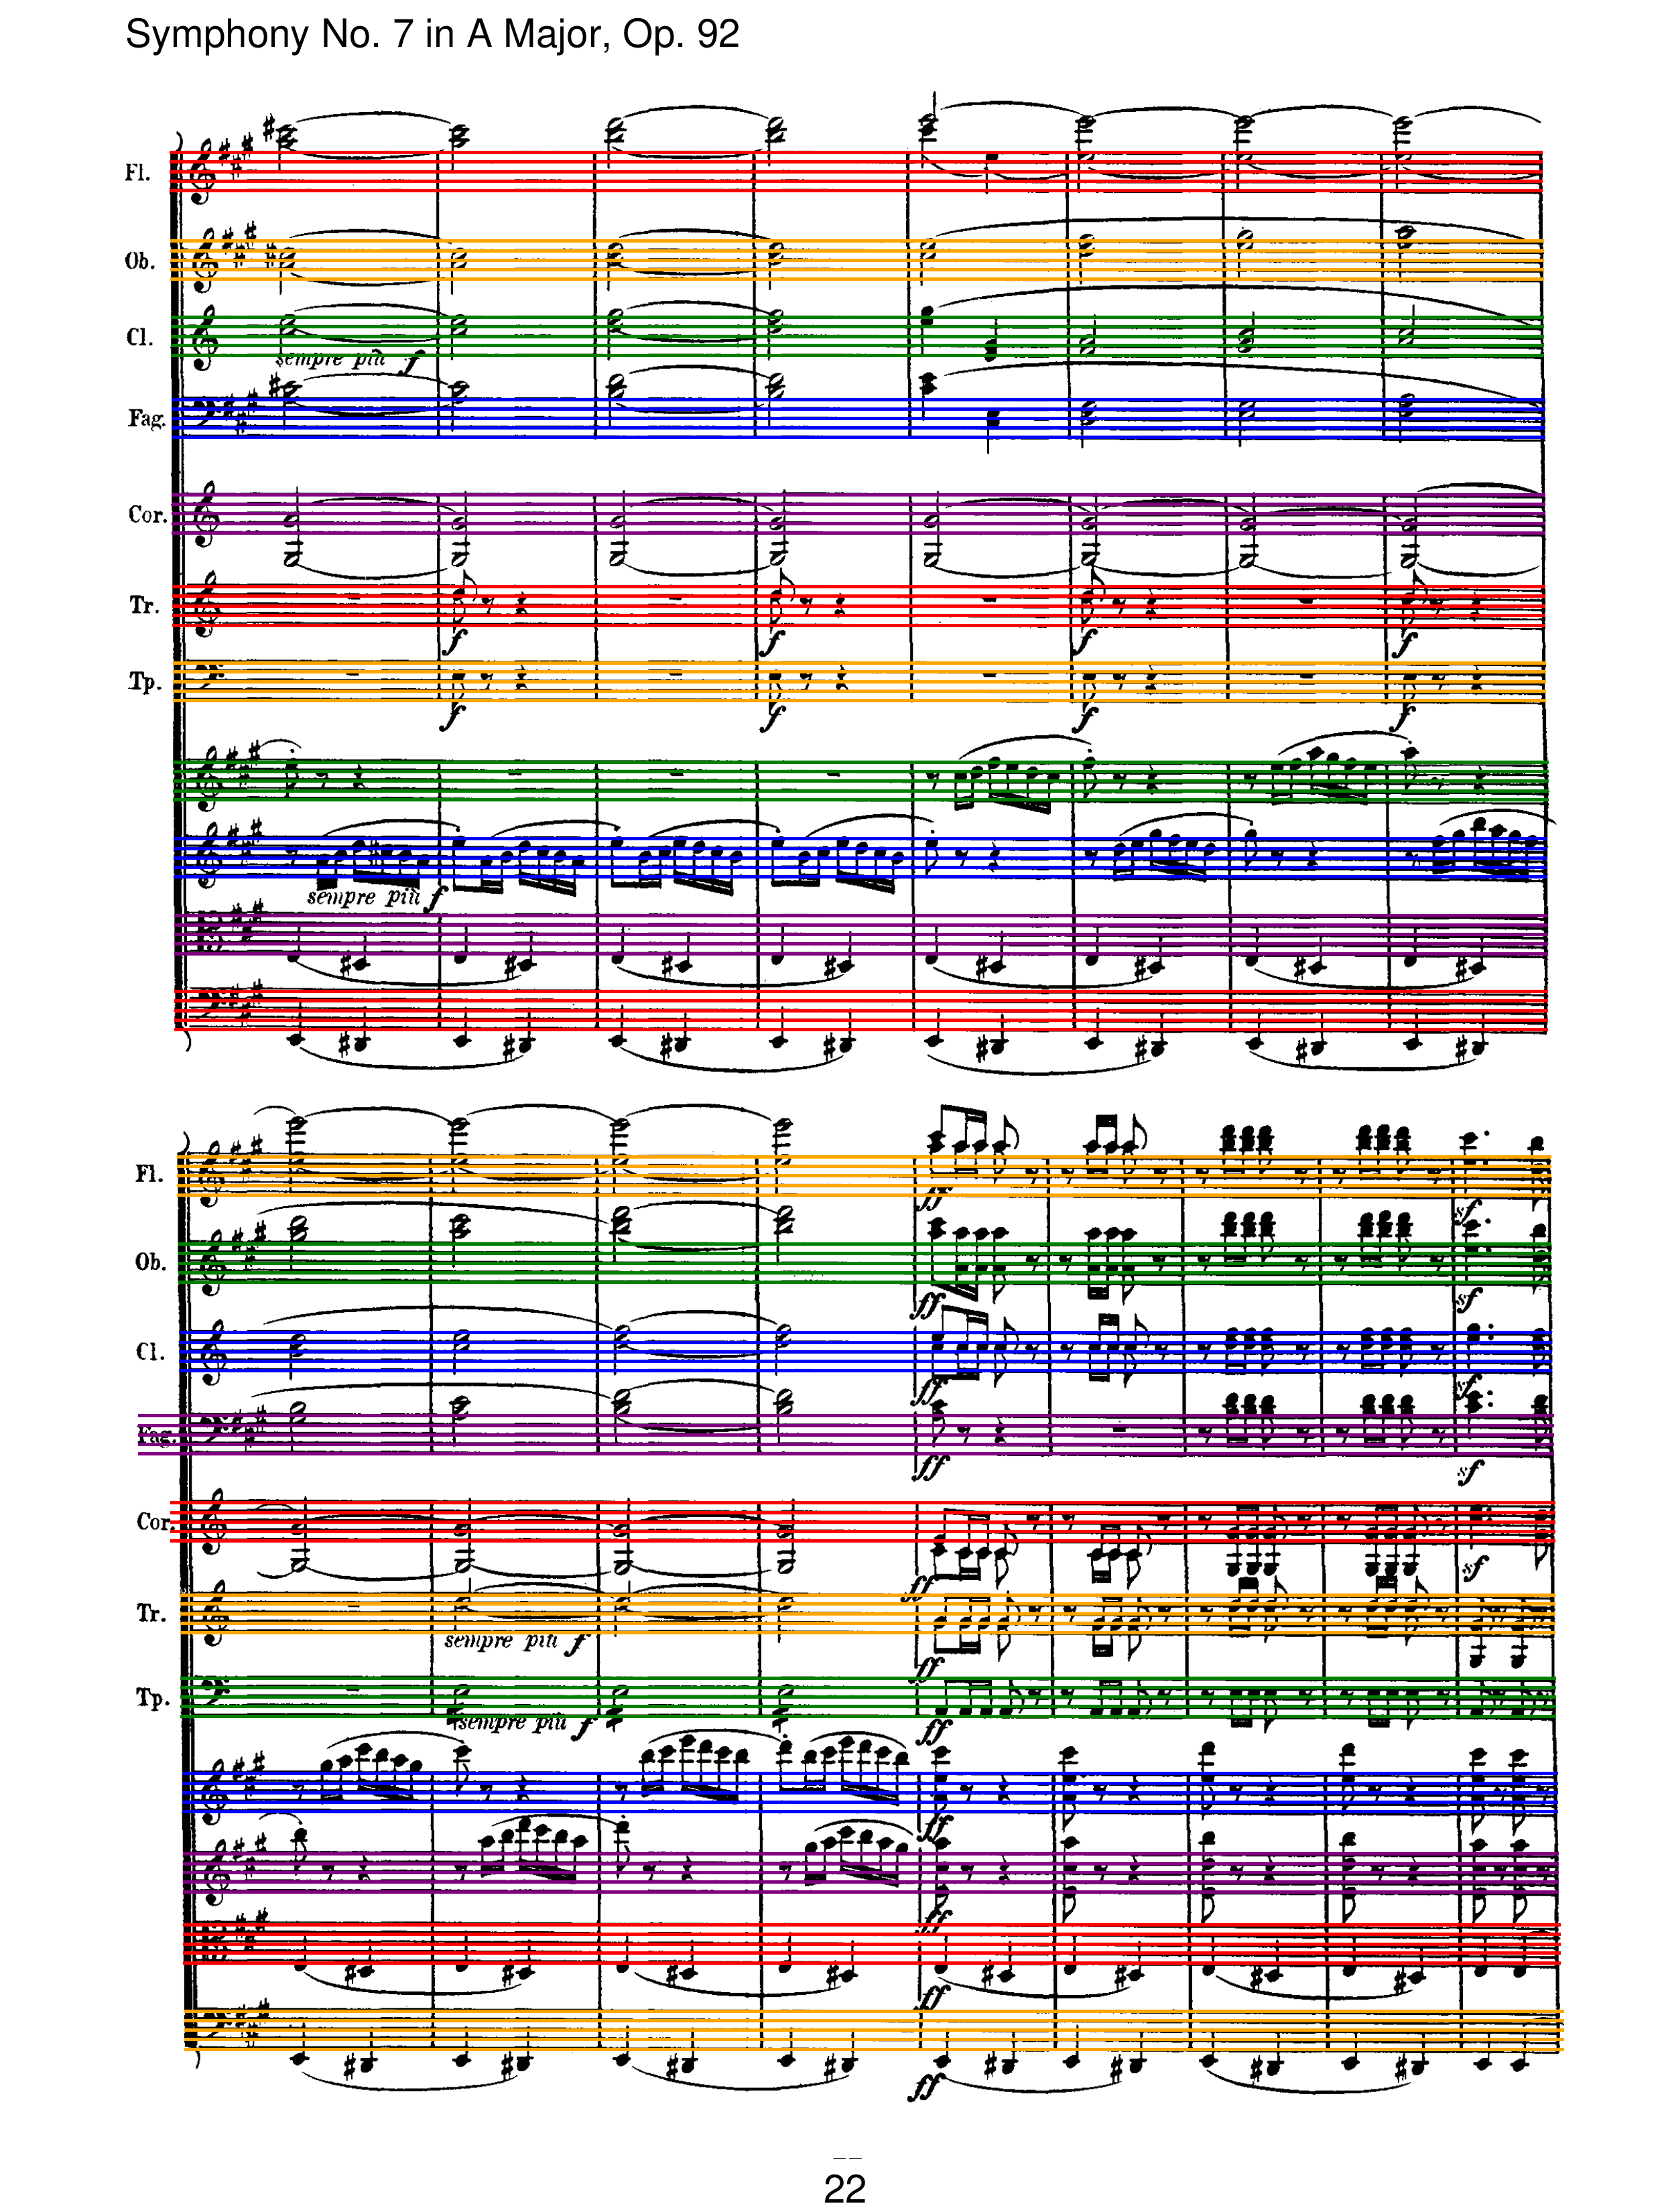 Symphony No. 7 in A Major, Op. 92
Fl.
Ob.
Cl.
sempre più f
Fag.
Cor.
Tr.
f f f f
Tp.
f f f f
sempre più f
Fl.
ff sf
Ob.
ff sf
Cl.
ff sf
Fag.
ff sf
Cor.
ff sf
Tr.
sempre più f ff
Tp.
sempre più f ff
ff
ff
ff
ff
22